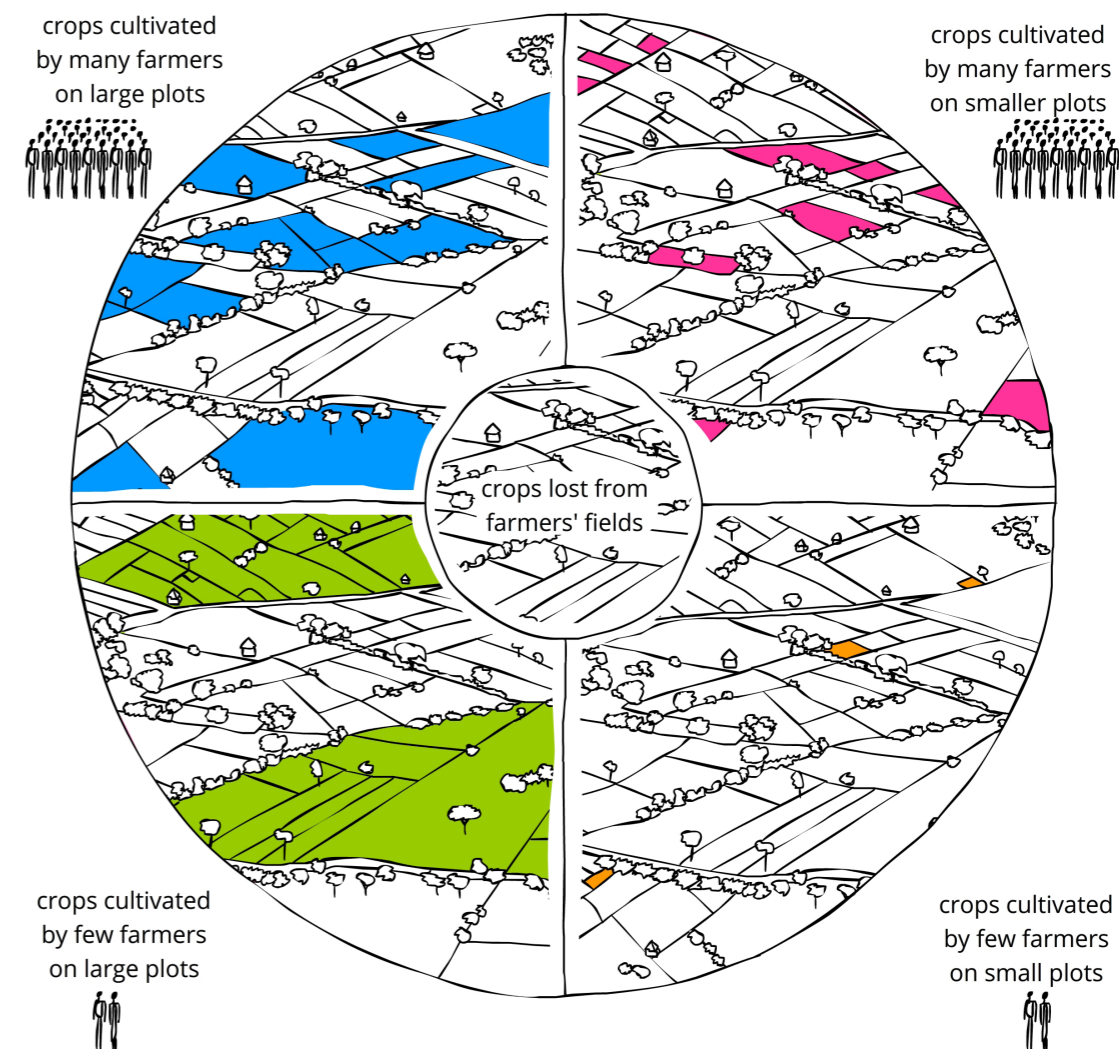 crops cultivated
by many farmers
on large plots
crops cultivated
by many farmers
on smaller plots
crops lost from
farmers' fields
crops cultivated
by few farmers
on large plots
crops cultivated
by few farmers
on small plots